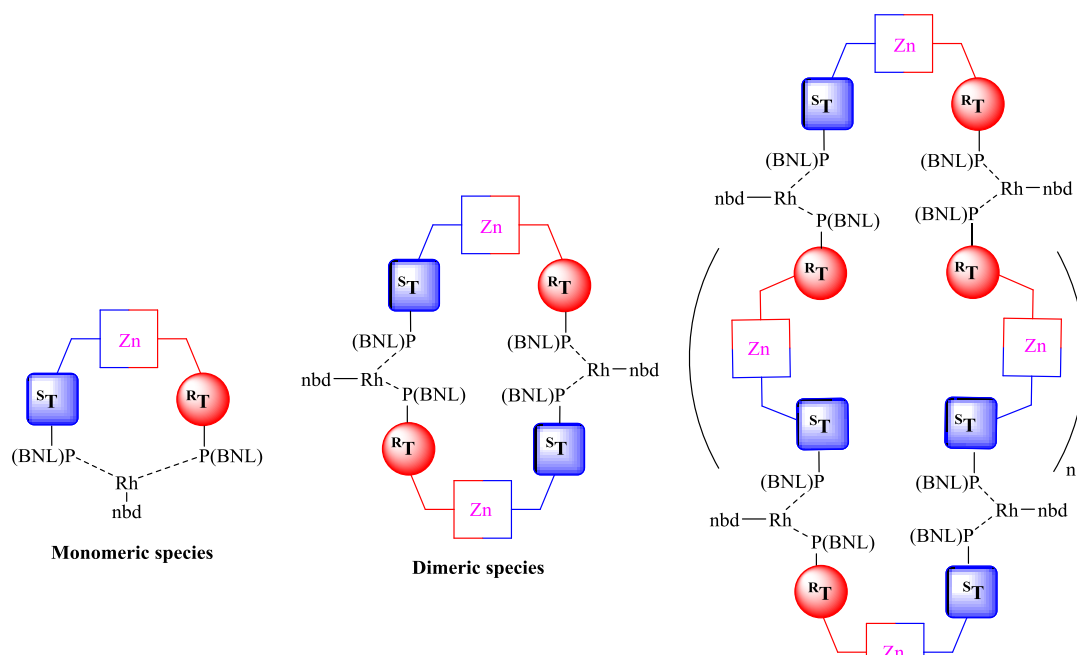 Zn
ST
RT
(BNL)P
P(BNL)
Rh
nbd
Monomeric species
Zn
ST
RT
(BNL)P
(BNL)P
nbd—Rh
Rh—nbd
P(BNL)
(BNL)P
RT
ST
Zn
Dimeric species
Zn
ST
RT
(BNL)P
(BNL)P
nbd—Rh
Rh—nbd
P(BNL)
(BNL)P
RT
RT
Zn
Zn
ST
ST
n
(BNL)P
(BNL)P
nbd—Rh
Rh—nbd
P(BNL)
(BNL)P
RT
ST
Zn